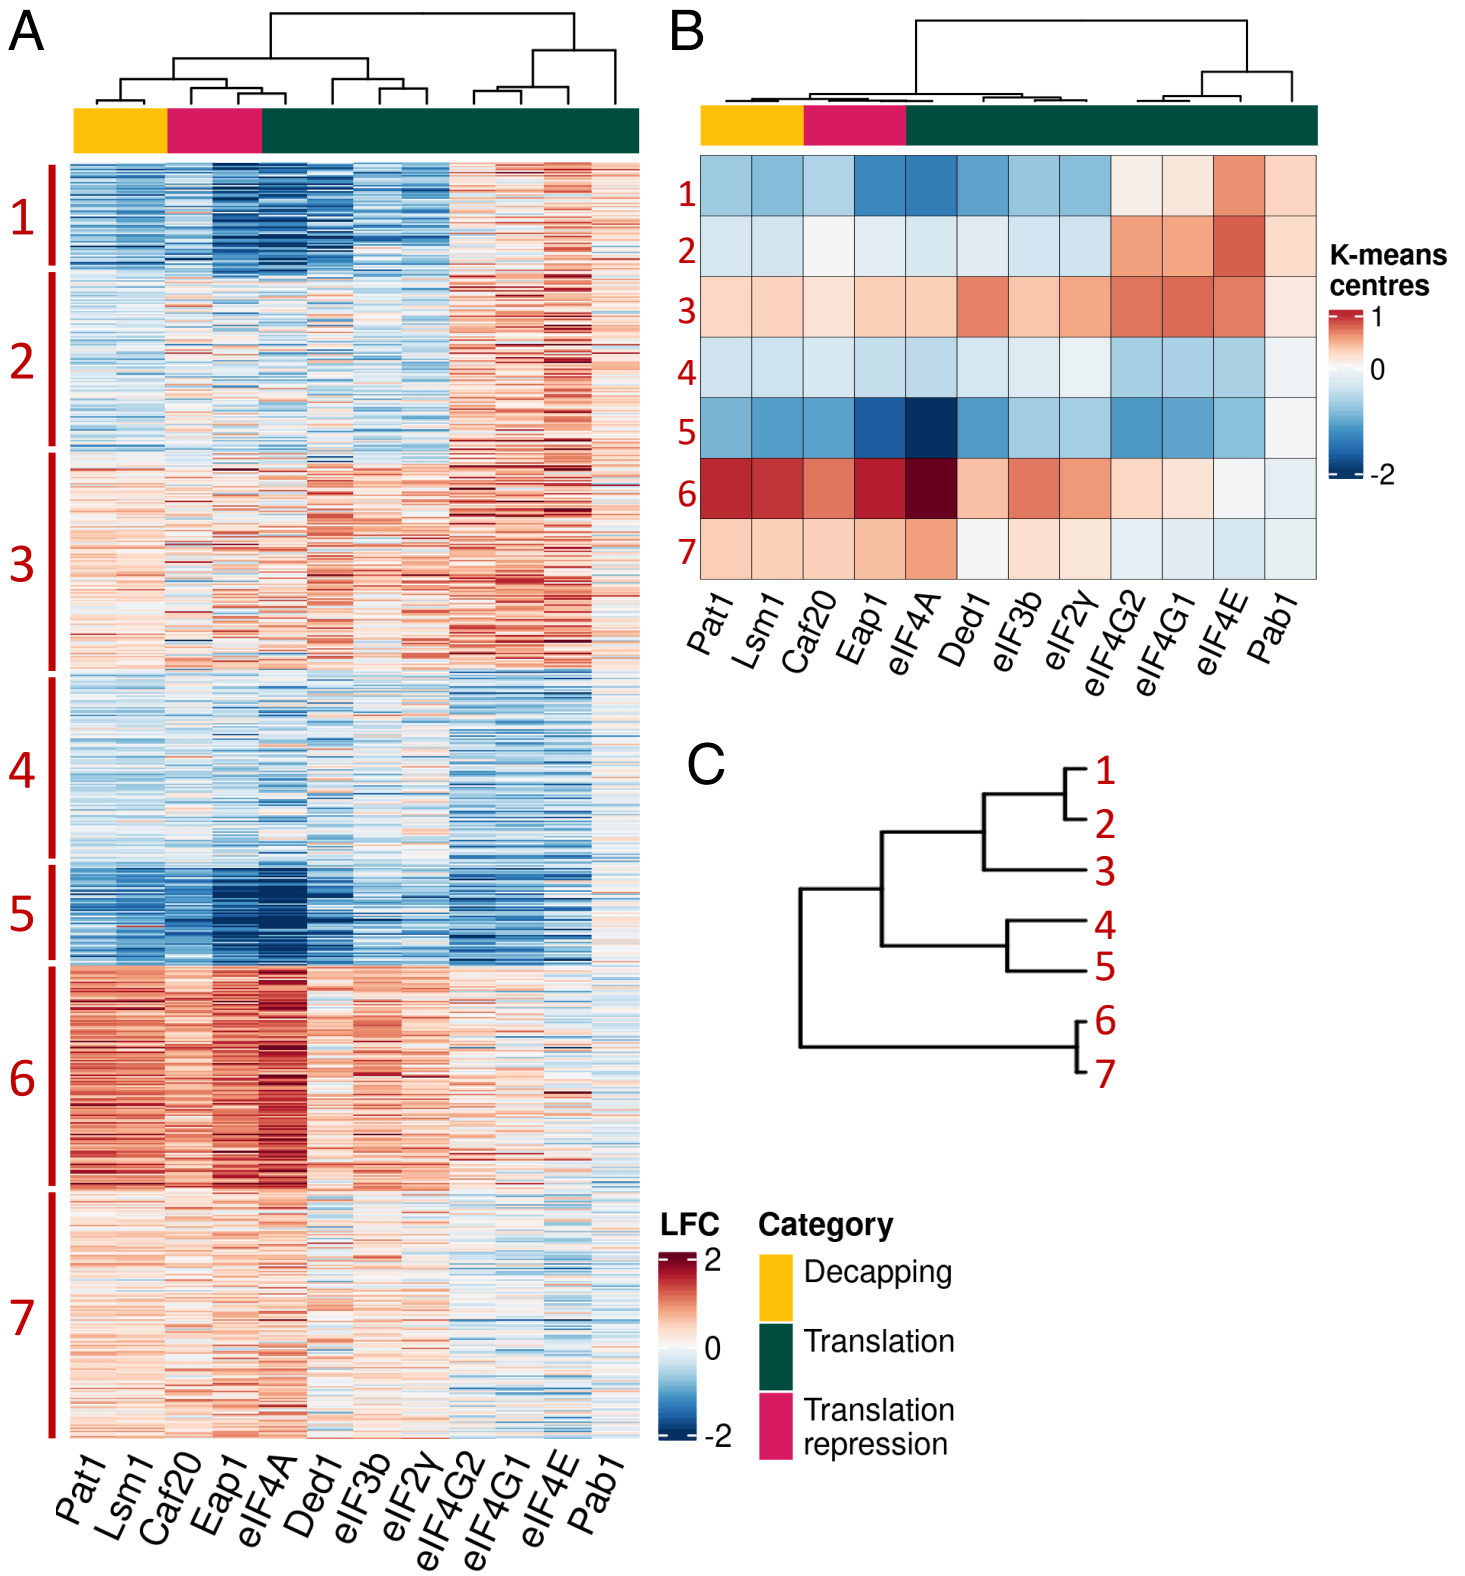 A
1
2
3
4
5
6
7
Pat1
Lsm1
Caf20
Eap1
eIF4A
Ded1
eIF3b
eIF2γ
eIF4G2
eIF4G1
eIF4E
Pab1
B
1
2
3
4
5
6
7
Pat1
Lsm1
Caf20
Eap1
eIF4A
Ded1
eIF3b
eIF2γ
eIF4G2
eIF4G1
eIF4E
Pab1
K-means
centres
1
0
-2
C
1
2
3
4
5
6
7
LFC
2
0
-2
Category
Decapping
Translation
Translation
repression